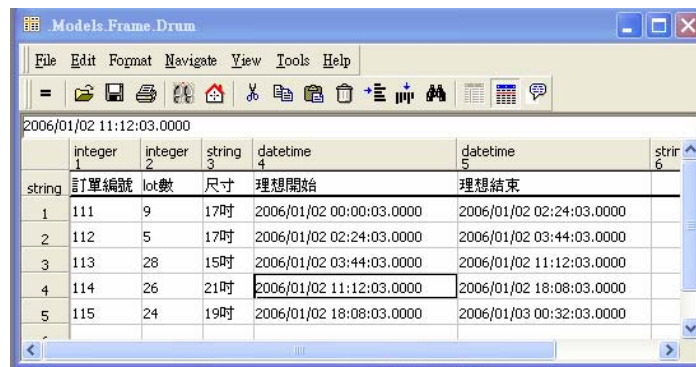 .Models.Frame.Drum
File Edit Format Navigate View Tools Help
2006/01/02 11:12:03.0000
integer integer string datetime datetime strin
1 2 3 4 5 6
string 訂單編號 lot數 尺寸 理想開始 理想結束
1 111 9 17吋 2006/01/02 00:00:03.0000 2006/01/02 02:24:03.0000
2 112 5 17吋 2006/01/02 02:24:03.0000 2006/01/02 03:44:03.0000
3 113 28 15吋 2006/01/02 03:44:03.0000 2006/01/02 11:12:03.0000
4 114 26 21吋 2006/01/02 11:12:03.0000 2006/01/02 18:08:03.0000
5 115 24 19吋 2006/01/02 18:08:03.0000 2006/01/03 00:32:03.0000